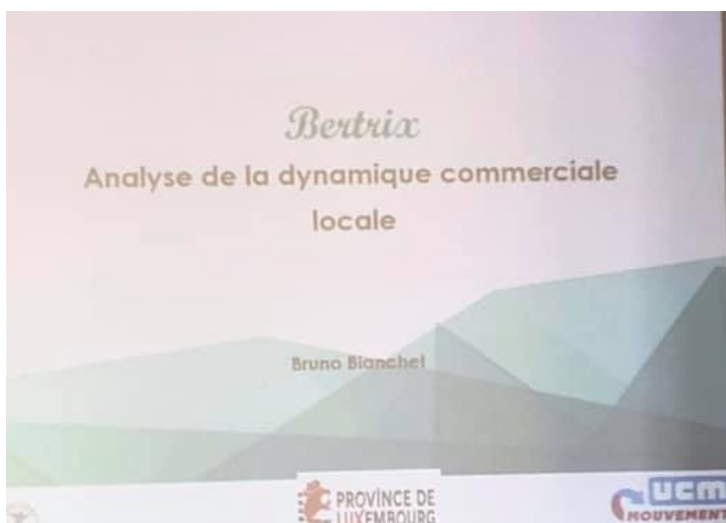 Bertrix
Analyse de la dynamique commerciale
locale
Bruno Bianchet
PROVINCE DE
LUXEMBOURG
UCM
MOUVEMENT